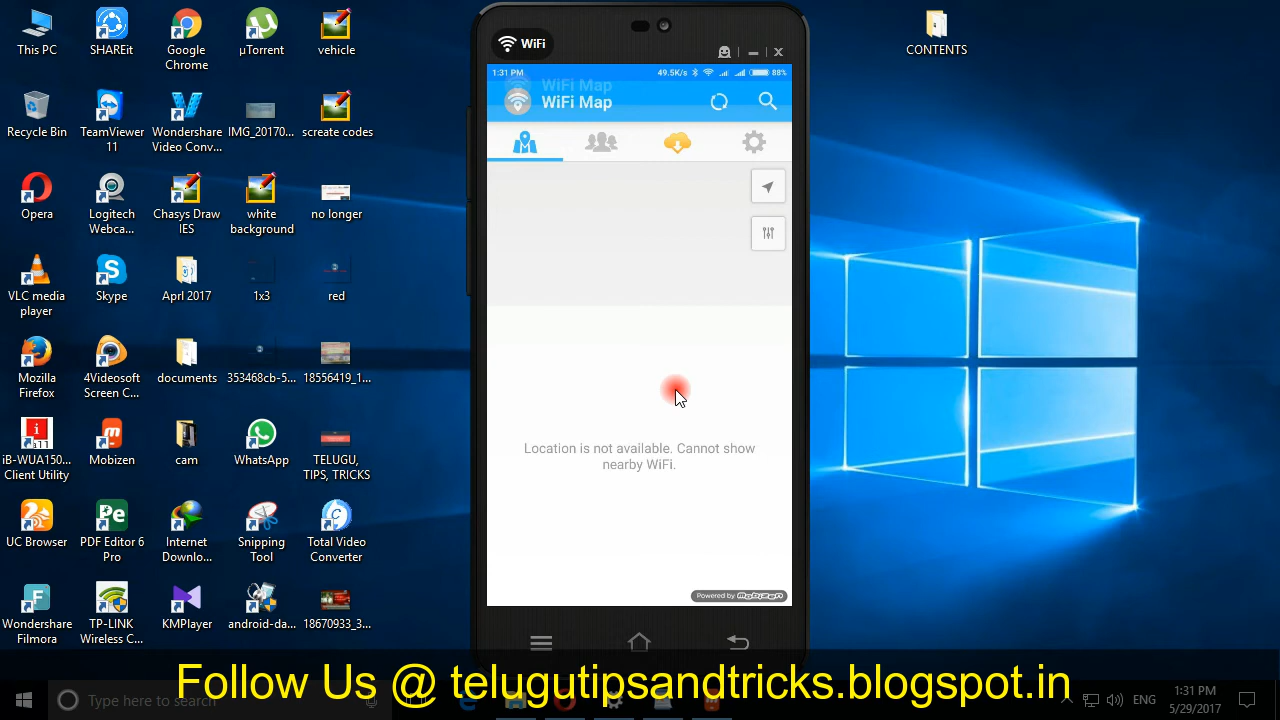 This PC
SHAREit
Google
Chrome
µTorrent
vehicle
CONTENTS
Recycle Bin
TeamViewer
11
Wondershare
Video Conv...
IMG_20170...
screate codes
Opera
Logitech
Webca...
Chasys Draw
IES
white
background
no longer
VLC media
player
Skype
Aprl 2017
1x3
red
Mozilla
Firefox
4Videosoft
Screen C...
documents
353468cb-5...
18556419_1...
iB-WUA150...
Client Utility
Mobizen
cam
WhatsApp
TELUGU,
TIPS, TRICKS
UC Browser
PDF Editor 6
Pro
Internet
Downlo...
Snipping
Tool
Total Video
Converter
Wondershare
Filmora
TP-LINK
Wireless C...
KMPlayer
android-da...
18670933_3...
WiFi
1:31 PM
49.5K/s
88%
WiFi Map
WiFi Map
Location is not available. Cannot show
nearby WiFi.
Powered by mobizen
Follow Us @ telugutipsandtricks.blogspot.in
Type here to search
ENG
1:31 PM
5/29/2017